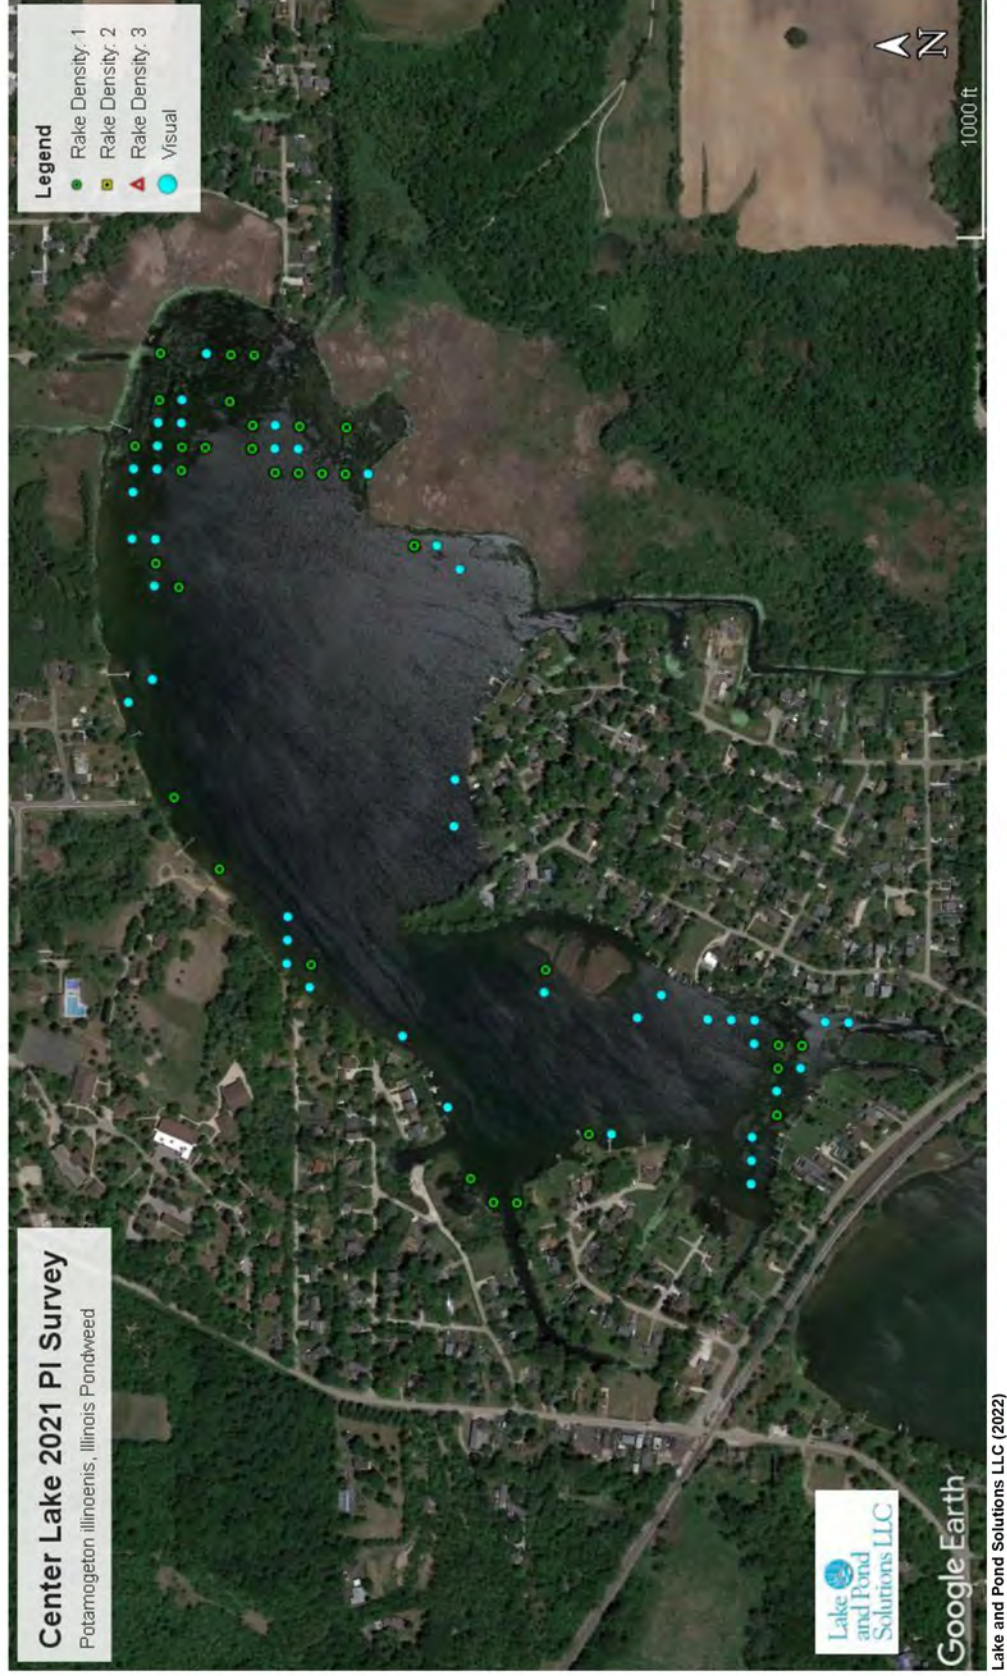 Center Lake 2021 PI Survey
Potamogeton illinoenis, Illinois Pondweed
Legend
Rake Density: 1
Rake Density: 2
Rake Density: 3
Visual
N
1000 ft
Lake
and Pond
Solutions LLC
Google Earth
Lake and Pond Solutions LLC (2022)